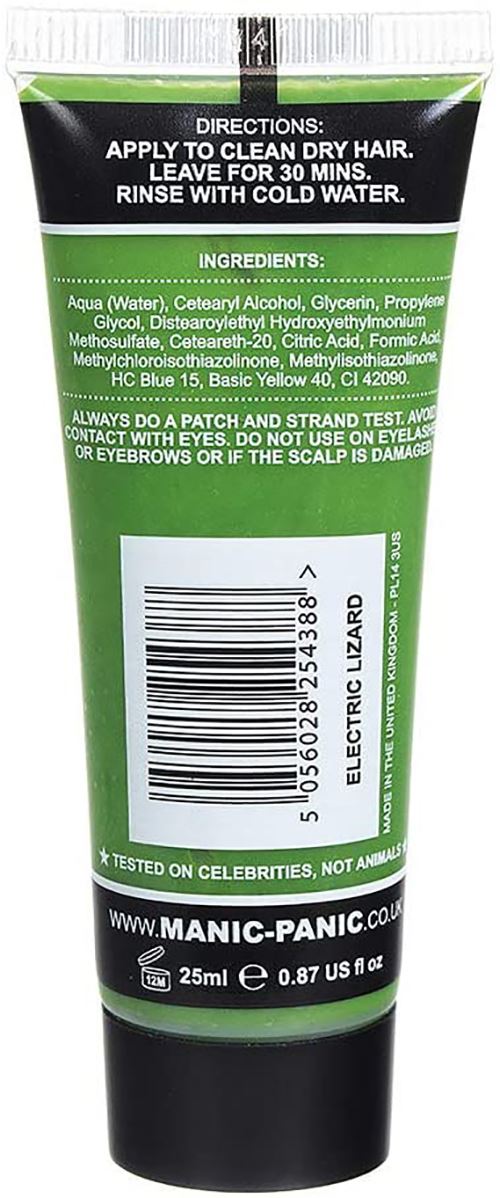 4
DIRECTIONS:
APPLY TO CLEAN DRY HAIR.
LEAVE FOR 30 MINS.
RINSE WITH COLD WATER.
INGREDIENTS:
Aqua (Water), Cetearyl Alcohol, Glycerin, Propylene
Glycol, Distearoylethyl Hydroxyethylmonium
Methosulfate, Ceteareth-20, Citric Acid, Formic Acid,
Methylchloroisothiazolinone, Methylisothiazolinone,
HC Blue 15, Basic Yellow 40, CI 42090.
ALWAYS DO A PATCH AND STRAND TEST. AVOID
CONTACT WITH EYES. DO NOT USE ON EYELASHE
OR EYEBROWS OR IF THE SCALP IS DAMAGED.
5 056028 254388 >
ELECTRIC LIZARD
MADE IN THE UNITED KINGDOM - PL14 3US
★ TESTED ON CELEBRITIES, NOT ANIMALS ★
WWW.MANIC-PANIC.CO.UK
12M 25ml ℮ 0.87 US fl oz